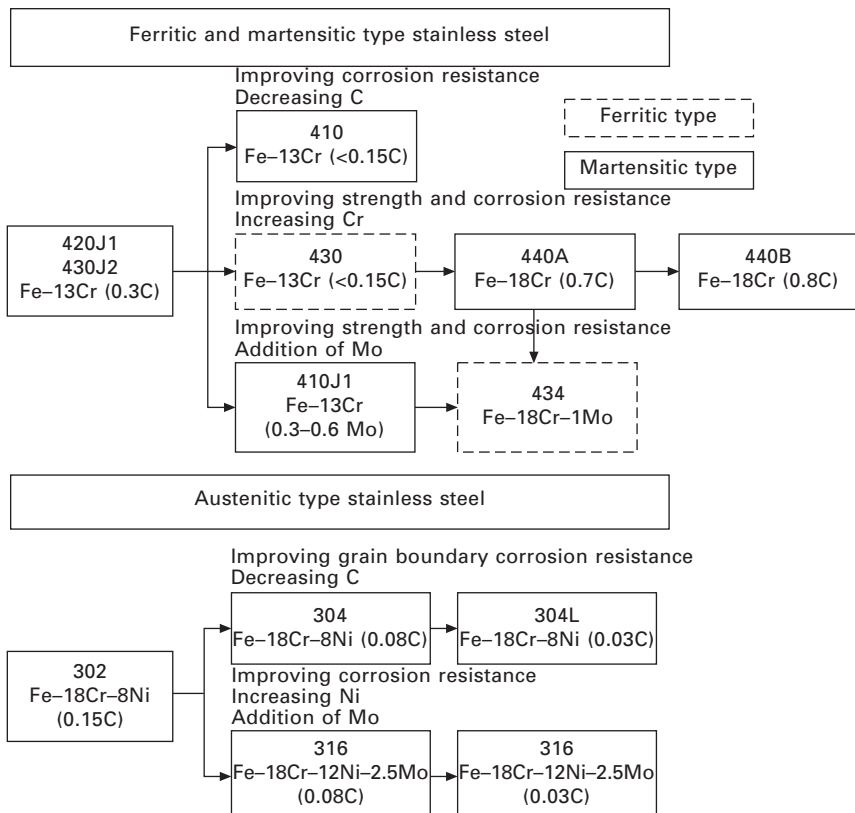 Ferritic and martensitic type stainless steel
Improving corrosion resistance
Decreasing C
410
Fe–13Cr (<0.15C)
Ferritic type
Martensitic type
Improving strength and corrosion resistance
Increasing Cr
420J1
430J2
Fe–13Cr (0.3C)
430
Fe–13Cr (<0.15C)
440A
Fe–18Cr (0.7C)
440B
Fe–18Cr (0.8C)
Improving strength and corrosion resistance
Addition of Mo
410J1
Fe–13Cr
(0.3–0.6 Mo)
434
Fe–18Cr–1Mo
Austenitic type stainless steel
Improving grain boundary corrosion resistance
Decreasing C
304
Fe–18Cr–8Ni (0.08C)
304L
Fe–18Cr–8Ni (0.03C)
302
Fe–18Cr–8Ni
(0.15C)
Improving corrosion resistance
Increasing Ni
Addition of Mo
316
Fe–18Cr–12Ni–2.5Mo
(0.08C)
316
Fe–18Cr–12Ni–2.5Mo
(0.03C)